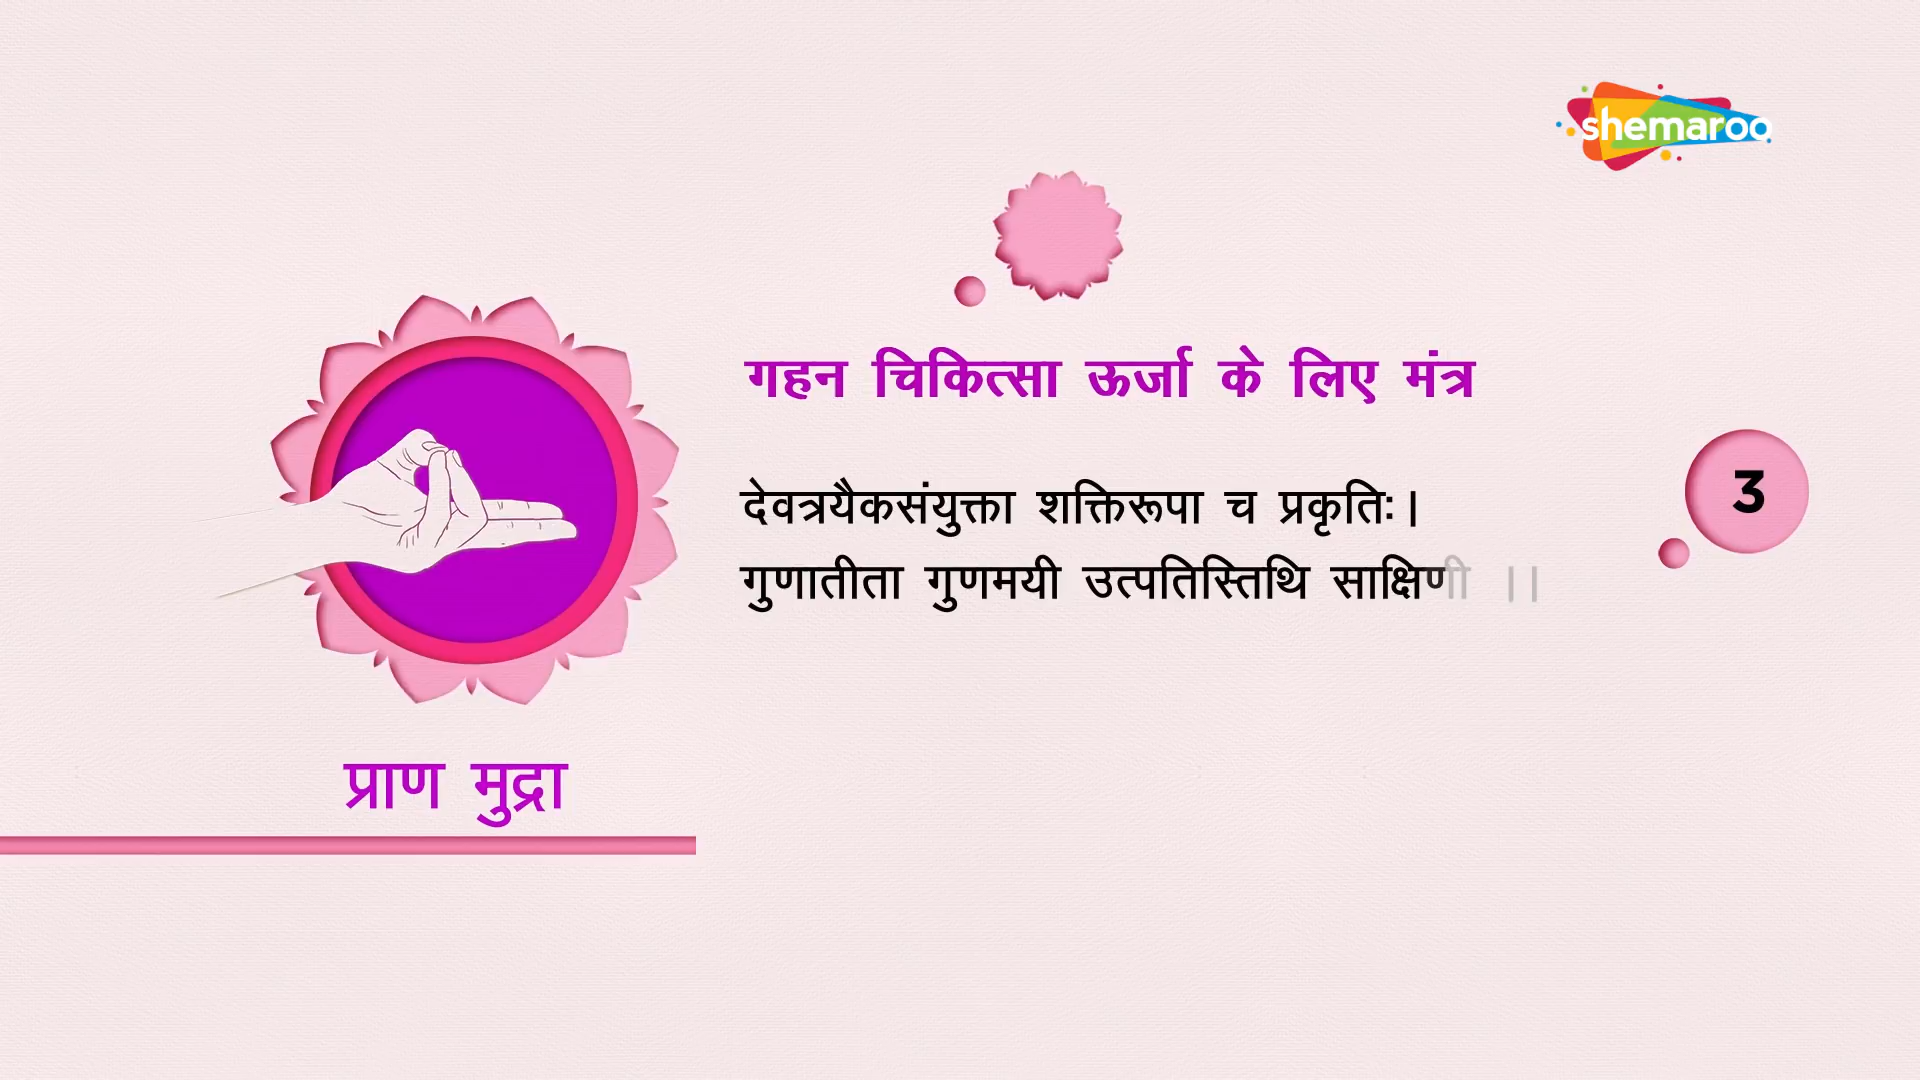 shemaroo
गहन चिकित्सा ऊर्जा के लिए मंत्र
देवत्रयैकसंयुक्ता शक्तिरूपा च प्रकृतिः।
गुणातीता गुणमयी उत्पतिस्तिथि साक्षिणी ।।
3
प्राण मुद्रा